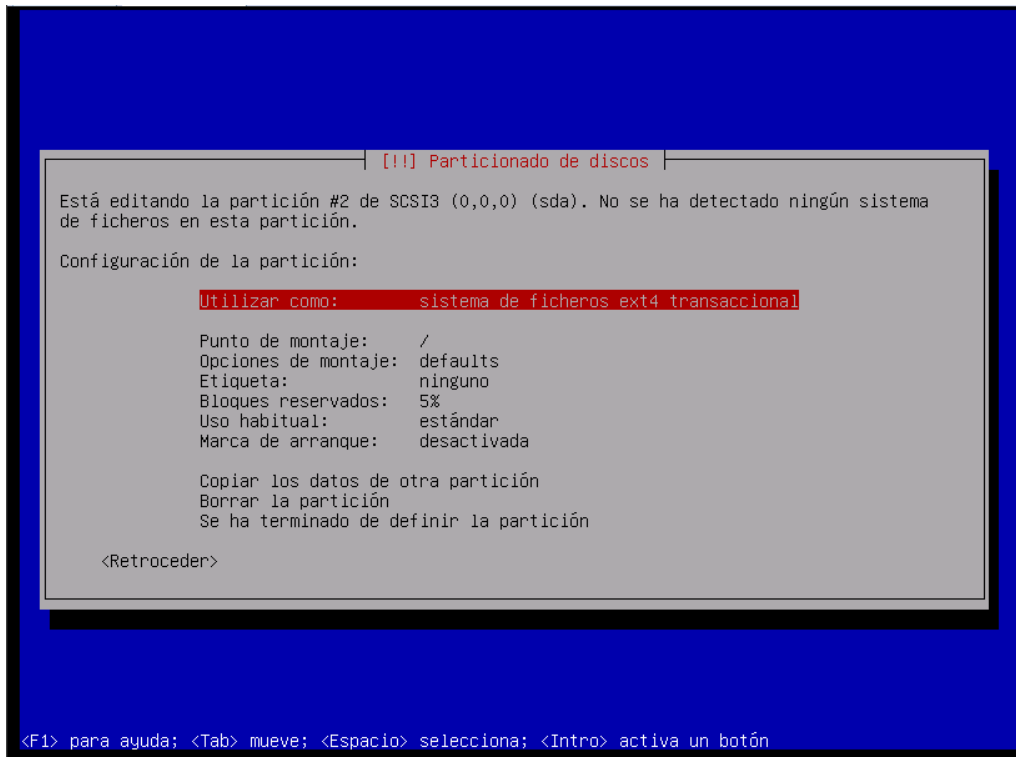 [!!] Particionado de discos
Está editando la partición #2 de SCSI3 (0,0,0) (sda). No se ha detectado ningún sistema
de ficheros en esta partición.
Configuración de la partición:
Utilizar como: sistema de ficheros ext4 transaccional
Punto de montaje: /
Opciones de montaje: defaults
Etiqueta: ninguno
Bloques reservados: 5%
Uso habitual: estándar
Marca de arranque: desactivada
Copiar los datos de otra partición
Borrar la partición
Se ha terminado de definir la partición
<Retroceder>
<F1> para ayuda; <Tab> mueve; <Espacio> selecciona; <Intro> activa un botón